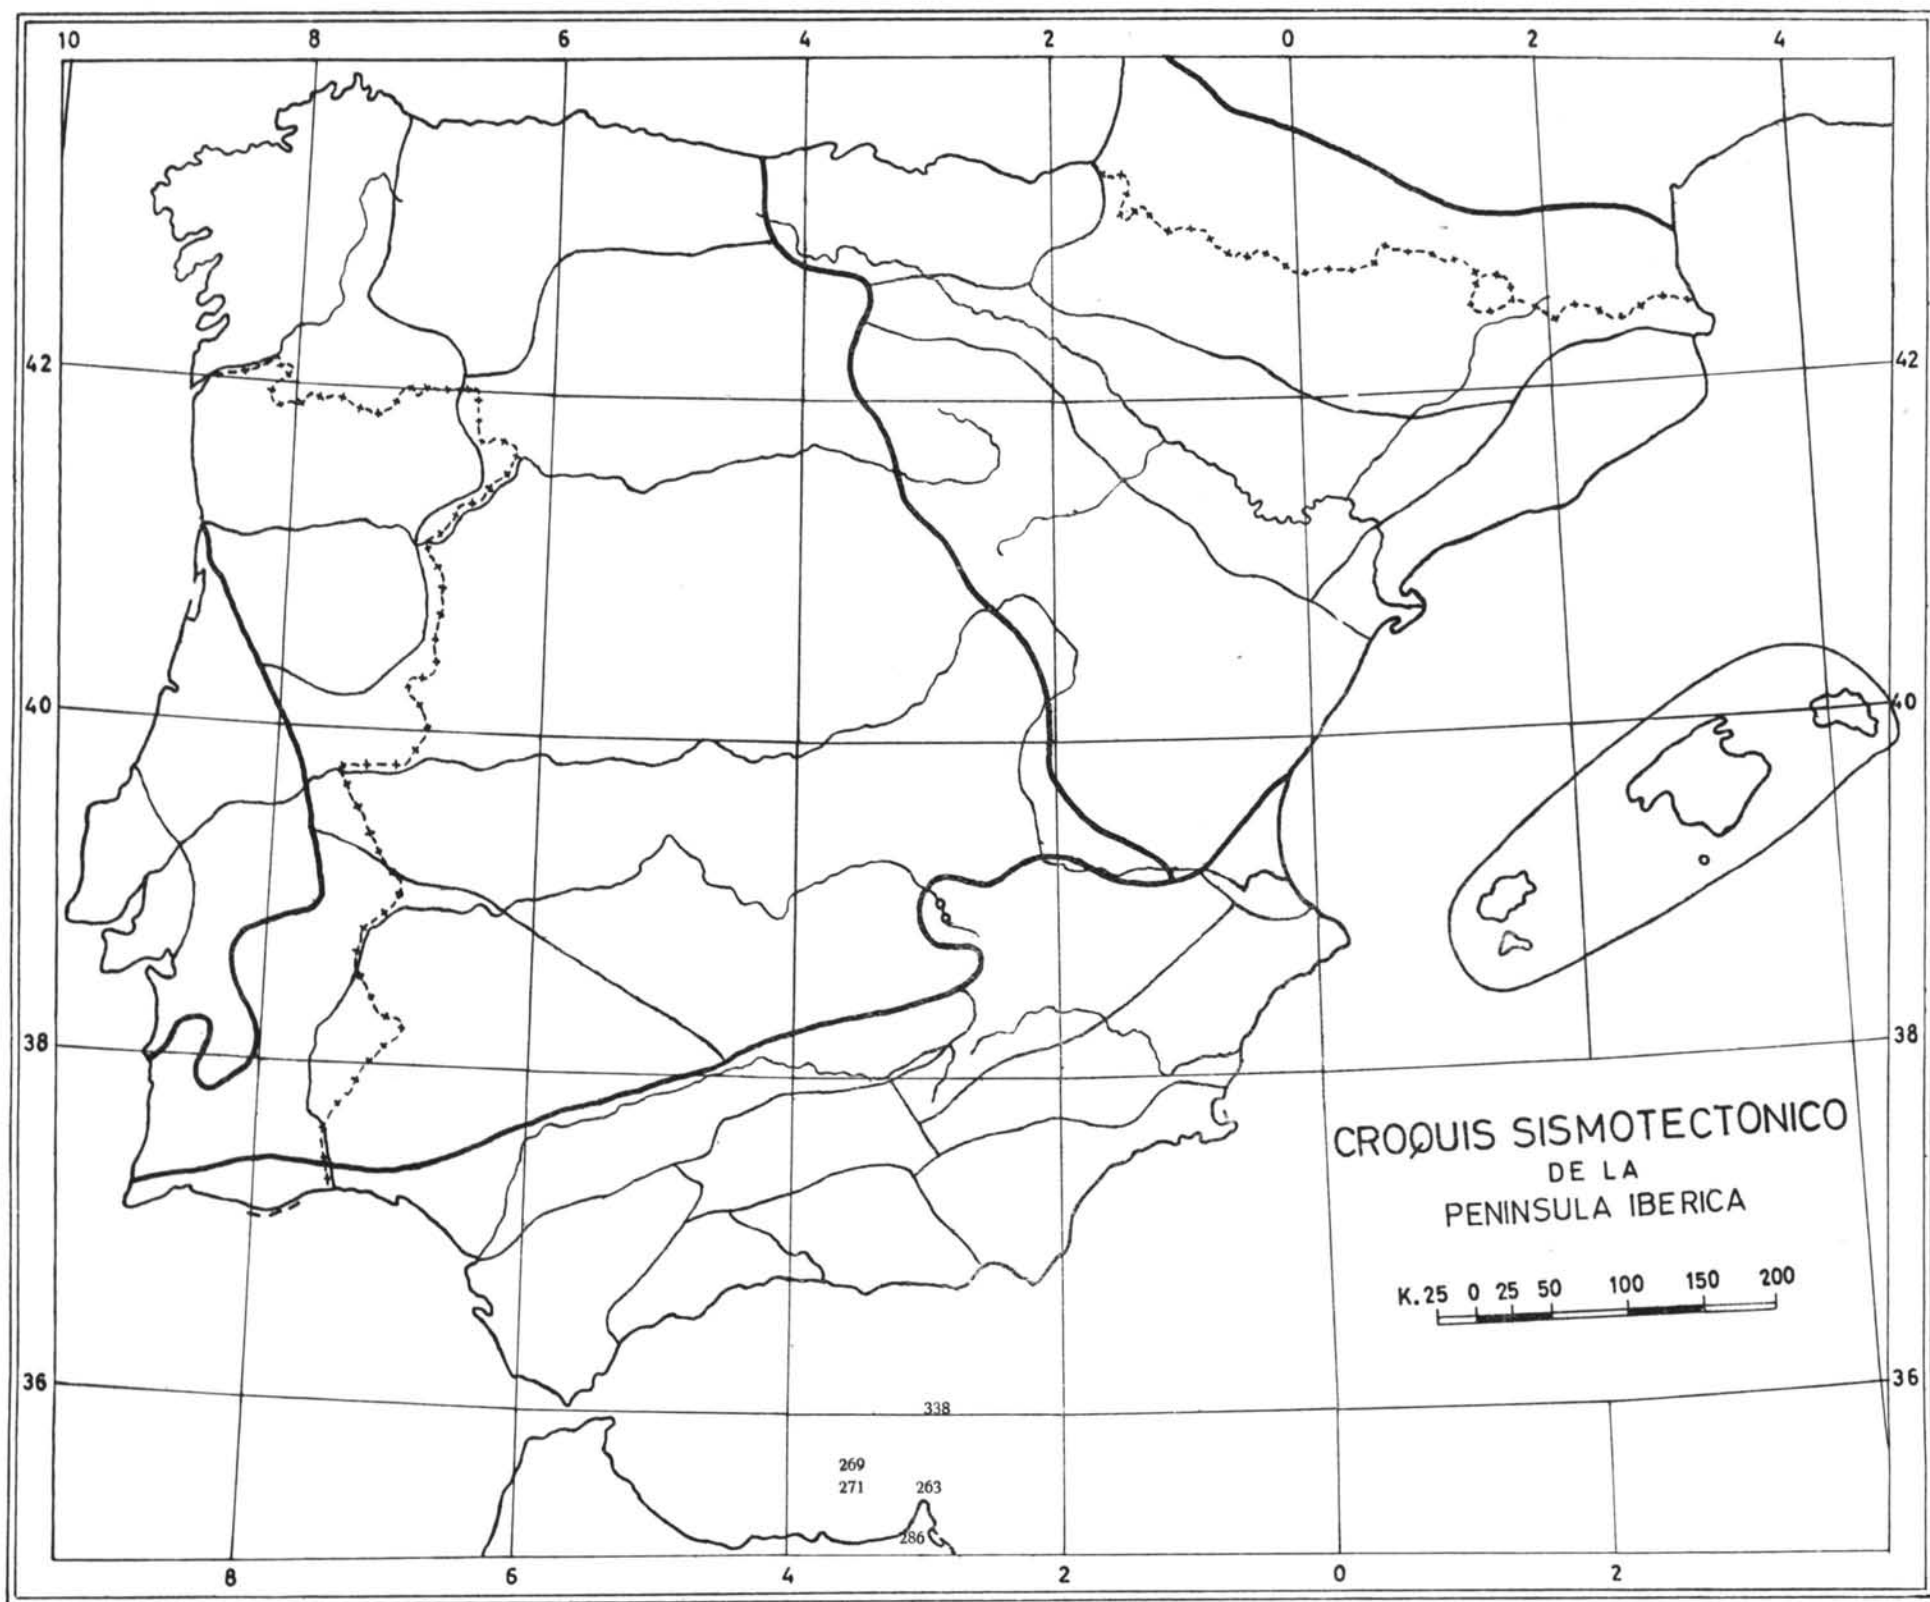 10 8 6 4 2 0 2 4
42 42
40 40
38 38
CROQUIS SISMOTECTONICO
DE LA
PENINSULA IBERICA
K. 25 0 25 50 100 150 200
36 36
338
269
271 263
286
8 6 4 2 0 2